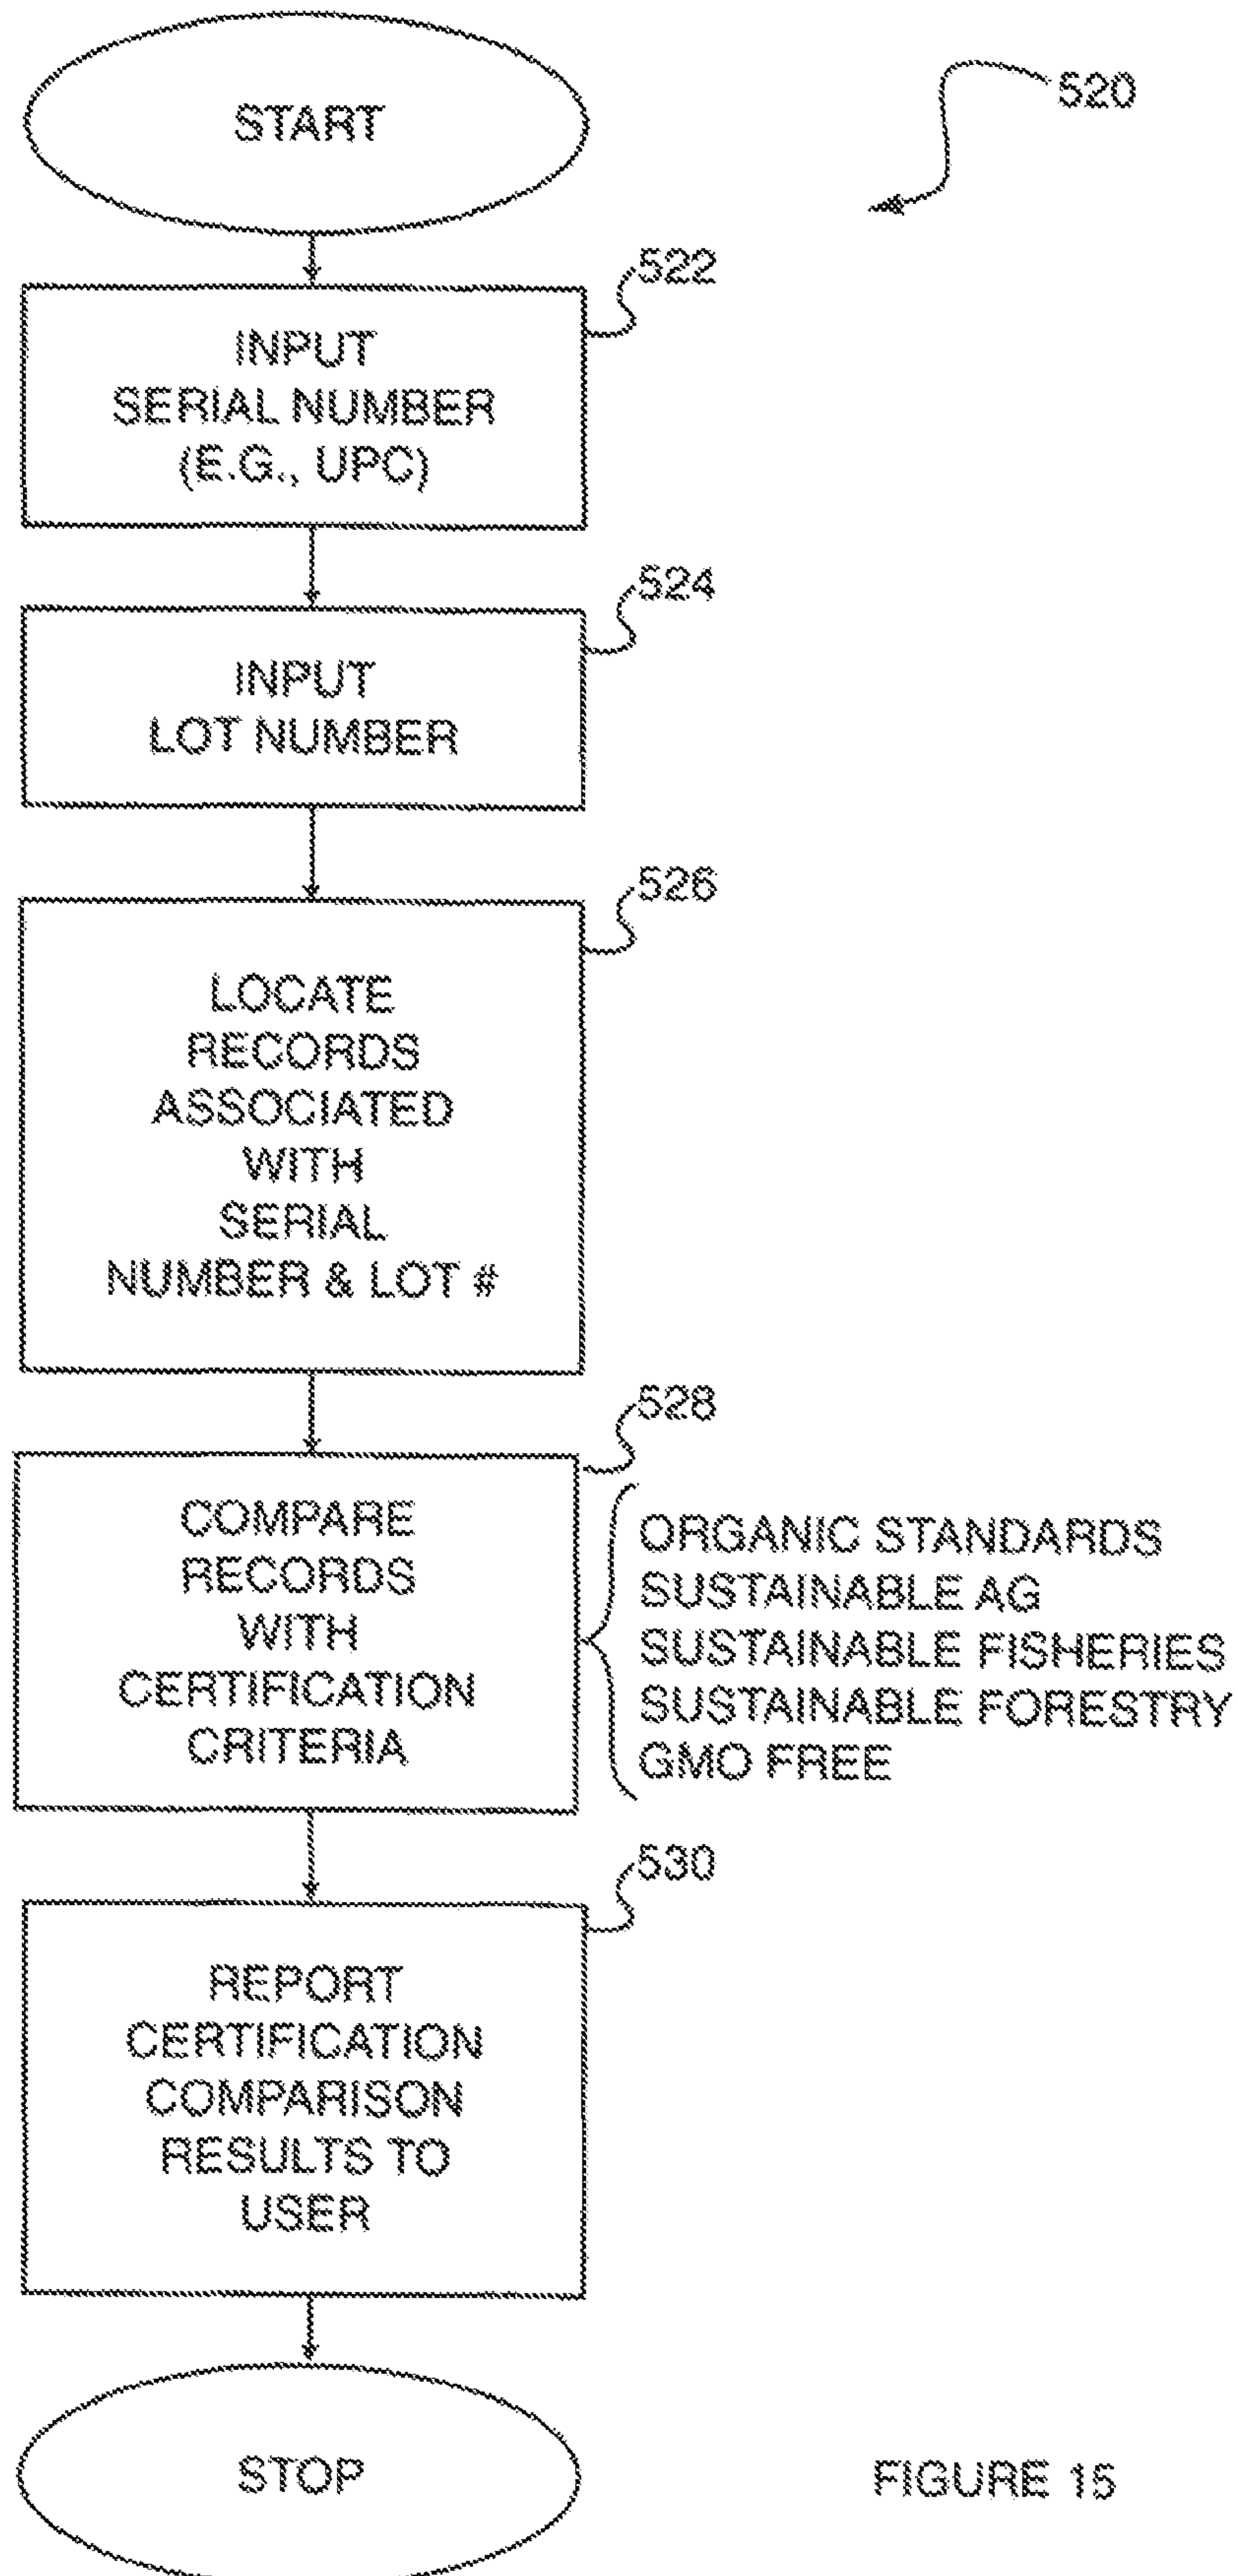 START
520
522
INPUT
SERIAL NUMBER
(E.G., UPC)
524
INPUT
LOT NUMBER
526
LOCATE
RECORDS
ASSOCIATED
WITH
SERIAL
NUMBER & LOT #
528
COMPARE
RECORDS
WITH
CERTIFICATION
CRITERIA
ORGANIC STANDARDS
SUSTAINABLE AG
SUSTAINABLE FISHERIES
SUSTAINABLE FORESTRY
GMO FREE
530
REPORT
CERTIFICATION
COMPARISON
RESULTS TO
USER
STOP
FIGURE 15